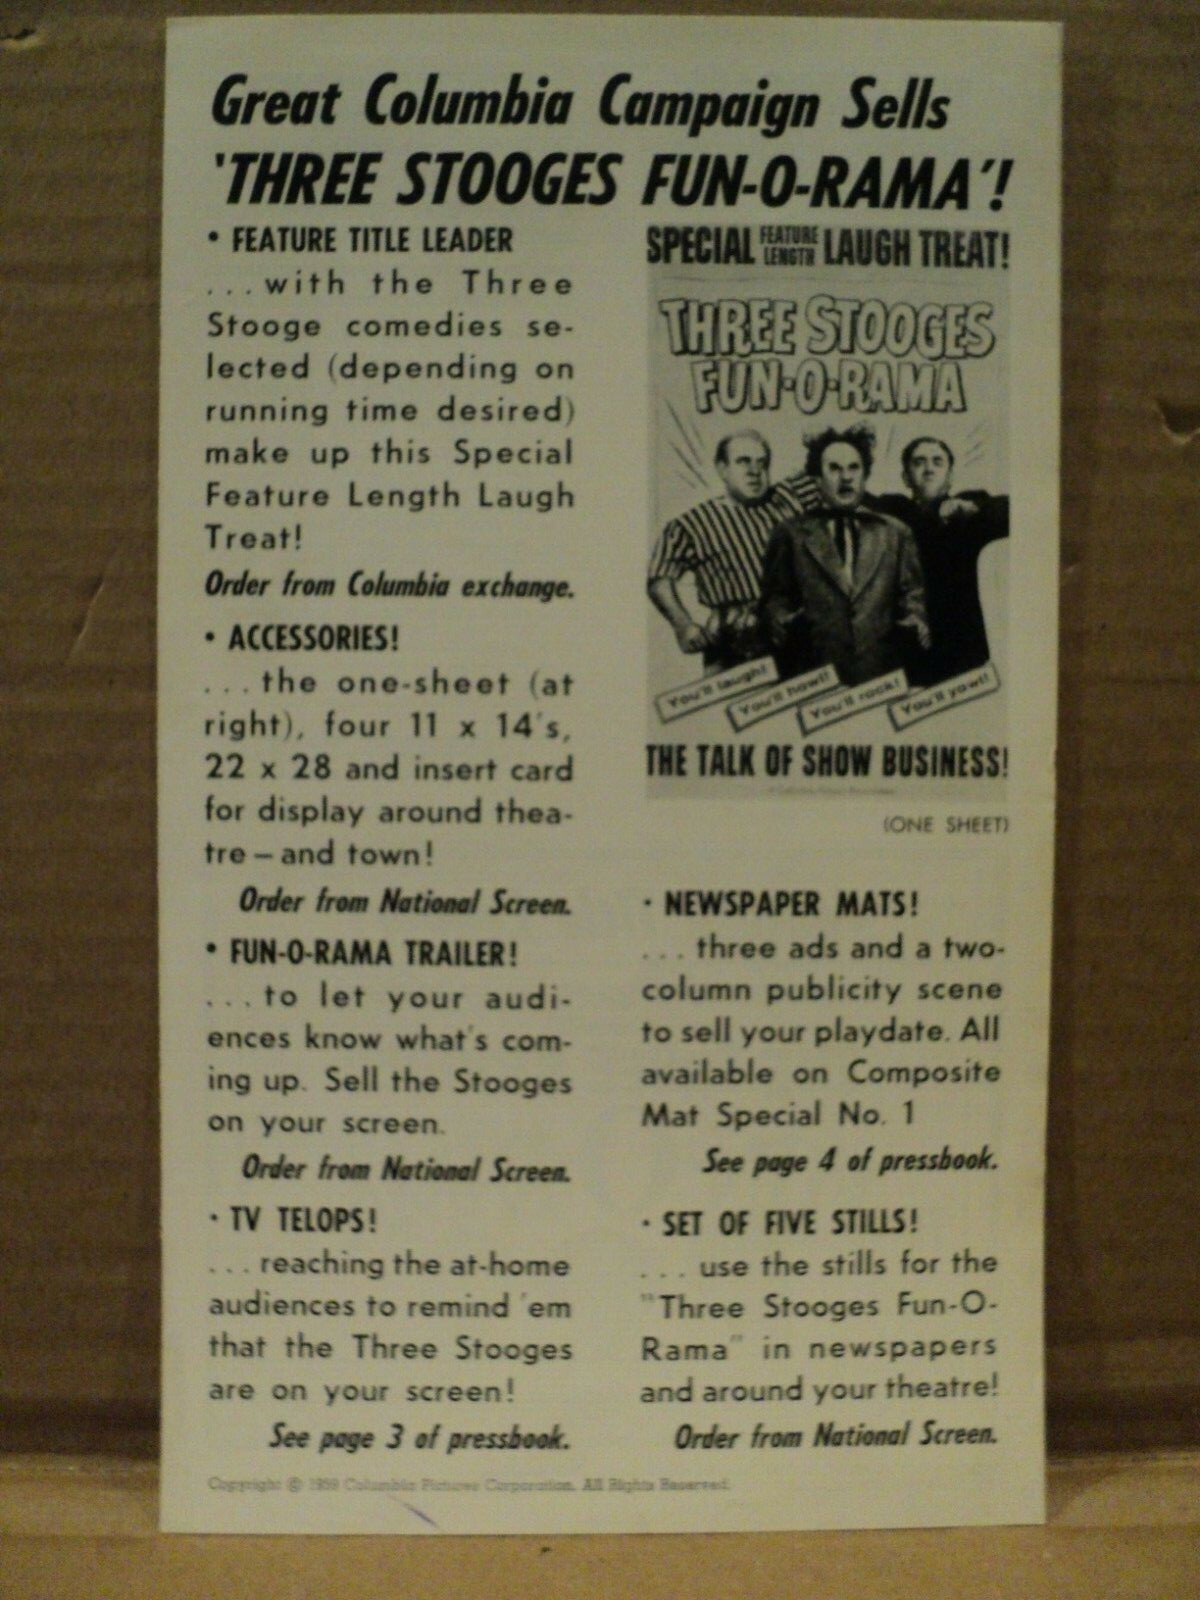 Great Columbia Campaign Sells
'THREE STOOGES FUN-O-RAMA'!
• FEATURE TITLE LEADER
...with the Three
Stooge comedies se-
lected (depending on
running time desired)
make up this Special
Feature Length Laugh
Treat!
Order from Columbia exchange.
• ACCESSORIES!
...the one-sheet (at
right), four 11 x 14's,
22 x 28 and insert card
for display around thea-
tre – and town!
Order from National Screen.
• FUN-O-RAMA TRAILER!
...to let your audi-
ences know what's com-
ing up. Sell the Stooges
on your screen.
Order from National Screen.
• TV TELOPS!
...reaching the at-home
audiences to remind 'em
that the Three Stooges
are on your screen!
See page 3 of pressbook.
SPECIAL FEATURE LENGTH LAUGH TREAT!
THREE STOOGES
FUN-O-RAMA
You'll laugh!
You'll howl!
You'll rock!
You'll yowl!
THE TALK OF SHOW BUSINESS!
(ONE SHEET)
• NEWSPAPER MATS!
... three ads and a two-
column publicity scene
to sell your playdate. All
available on Composite
Mat Special No. 1
See page 4 of pressbook.
• SET OF FIVE STILLS!
... use the stills for the
"Three Stooges Fun-O-
Rama" in newspapers
and around your theatre!
Order from National Screen.
Copyright © 1959 Columbia Pictures Corporation. All Rights Reserved.